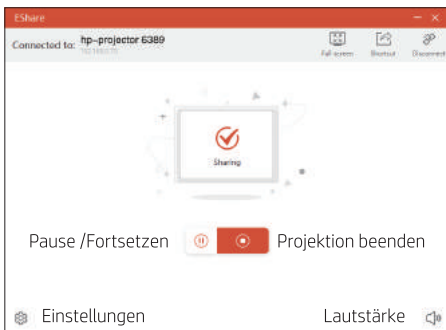 EShare
Connected to: hp-projector 6389
Full screen Shortcut Disconnect
Sharing
Pause /Fortsetzen Projektion beenden
Einstellungen Lautstärke